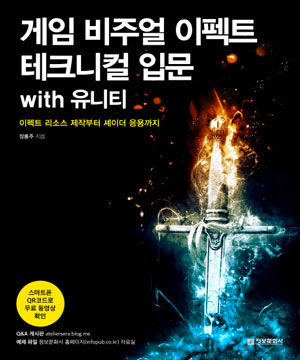 게임 비주얼 이펙트
테크니컬 입문
with 유니티
이펙트 리소스 제작부터 셰이더 응용까지
장용주 지음
스마트폰
QR코드로
무료 동영상
확인
Q&A 게시판 ateliersera.blog.me
예제 파일 정보문화사 홈페이지(infopub.co.kr) 자료실
정보문화사